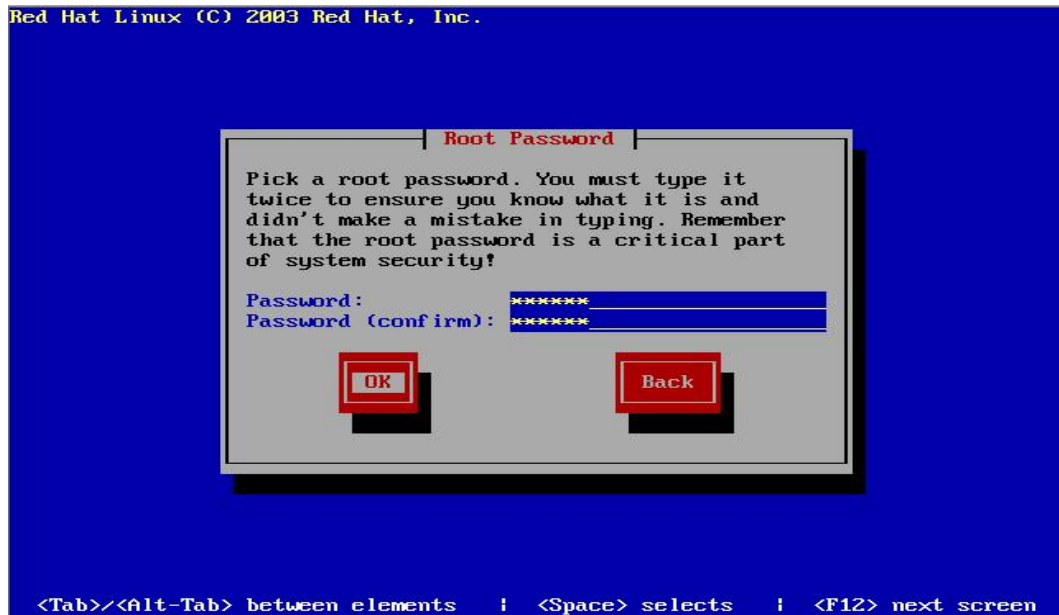 Red Hat Linux (C) 2003 Red Hat, Inc.
Root Password
Pick a root password. You must type it
twice to ensure you know what it is and
didn't make a mistake in typing. Remember
that the root password is a critical part
of system security!
Password: ******
Password (confirm): ******
OK Back
<Tab>/<Alt-Tab> between elements | <Space> selects | <F12> next screen